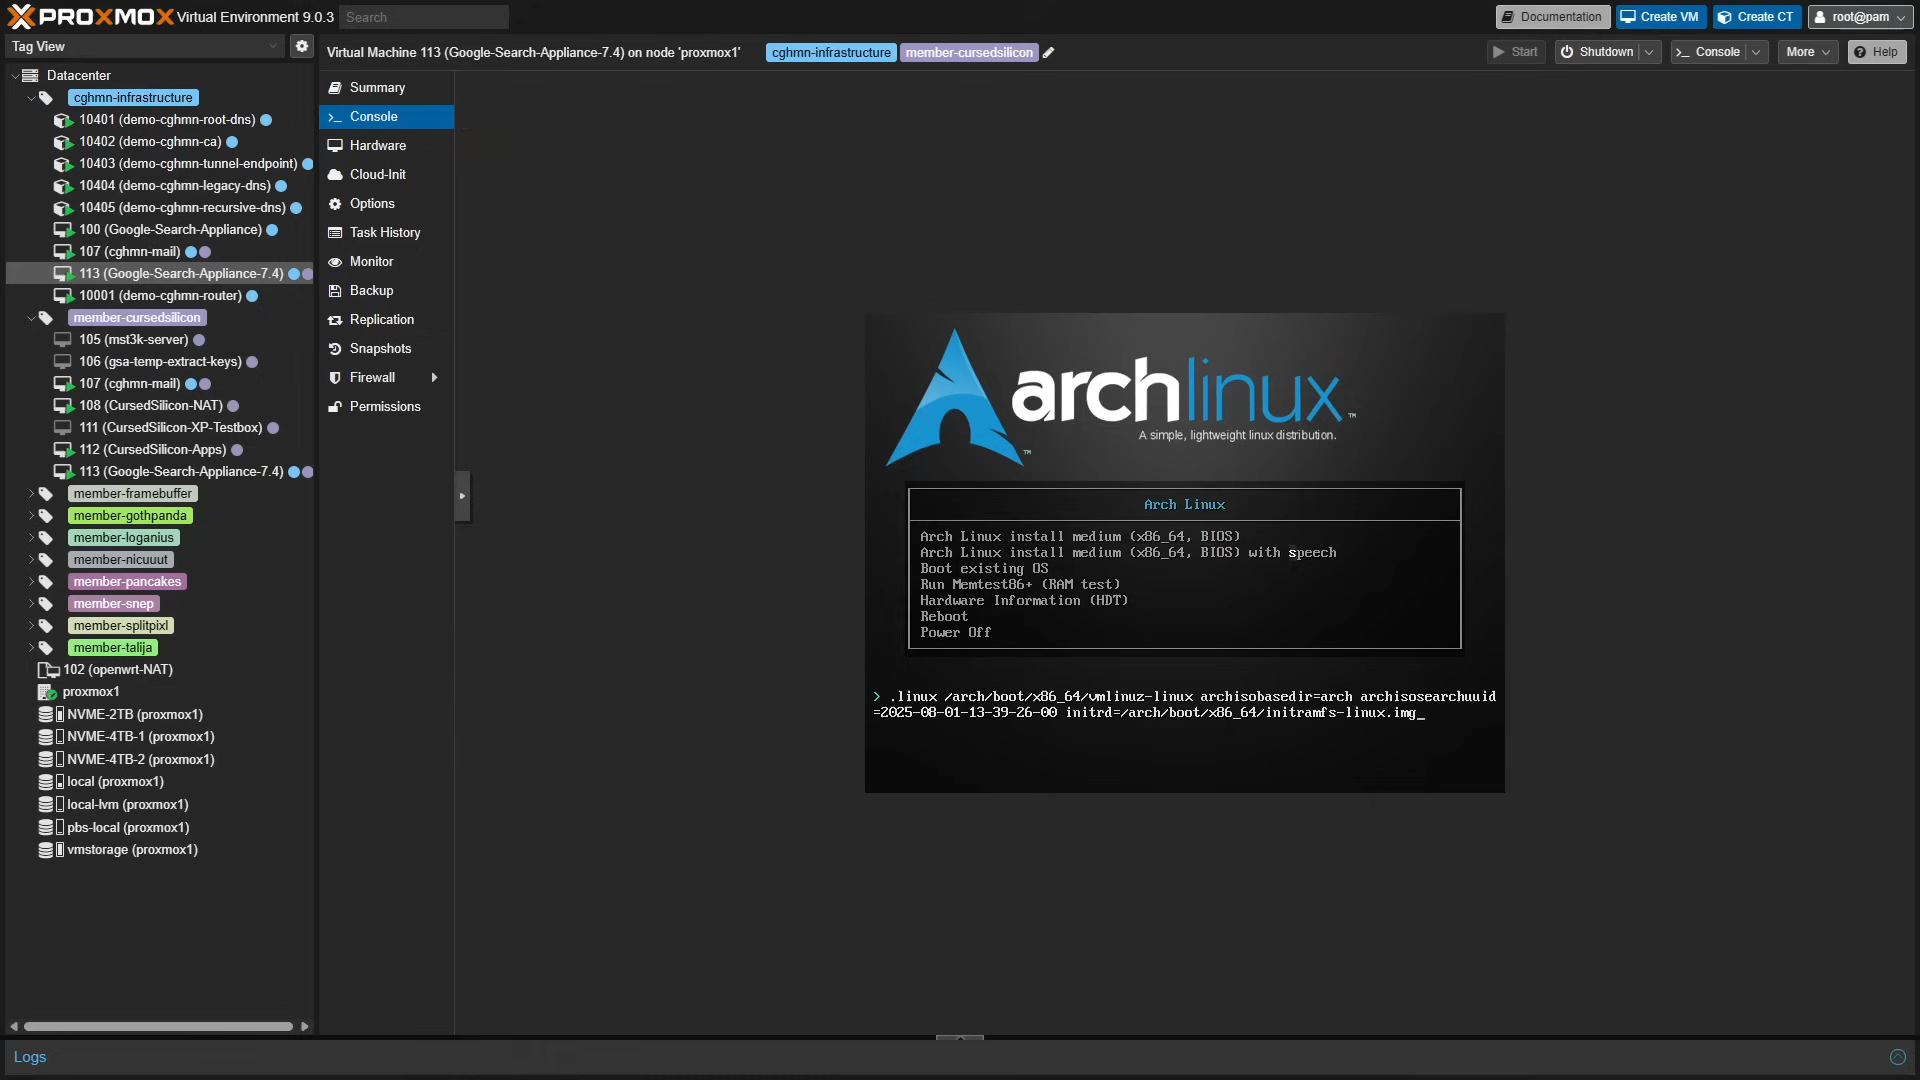 PROXMOX Virtual Environment 9.0.3 Search Documentation Create VM Create CT root@pam
Tag View
Virtual Machine 113 (Google-Search-Appliance-7.4) on node 'proxmox1' cghmn-infrastructure member-cursedsilicon Start Shutdown Console More Help
Datacenter
cghmn-infrastructure
10401 (demo-cghmn-root-dns)
10402 (demo-cghmn-ca)
10403 (demo-cghmn-tunnel-endpoint)
10404 (demo-cghmn-legacy-dns)
10405 (demo-cghmn-recursive-dns)
100 (Google-Search-Appliance)
107 (cghmn-mail)
113 (Google-Search-Appliance-7.4)
10001 (demo-cghmn-router)
member-cursedsilicon
105 (mst3k-server)
106 (gsa-temp-extract-keys)
107 (cghmn-mail)
108 (CursedSilicon-NAT)
111 (CursedSilicon-XP-Testbox)
112 (CursedSilicon-Apps)
113 (Google-Search-Appliance-7.4)
member-framebuffer
member-gothpanda
member-loganius
member-nicuuut
member-pancakes
member-snep
member-splitpixl
member-talija
102 (openwrt-NAT)
proxmox1
NVME-2TB (proxmox1)
NVME-4TB-1 (proxmox1)
NVME-4TB-2 (proxmox1)
local (proxmox1)
local-lvm (proxmox1)
pbs-local (proxmox1)
vmstorage (proxmox1)
Summary
Console
Hardware
Cloud-Init
Options
Task History
Monitor
Backup
Replication
Snapshots
Firewall
Permissions
archlinux™
A simple, lightweight linux distribution.
™
Arch Linux
Arch Linux install medium (x86_64, BIOS)
Arch Linux install medium (x86_64, BIOS) with speech
Boot existing OS
Run Memtest86+ (RAM test)
Hardware Information (HDT)
Reboot
Power Off
> .linux /arch/boot/x86_64/vmlinuz-linux archisobasedir=arch archisosearchuuid
=2025-08-01-13-39-26-00 initrd=/arch/boot/x86_64/initramfs-linux.img_
Logs